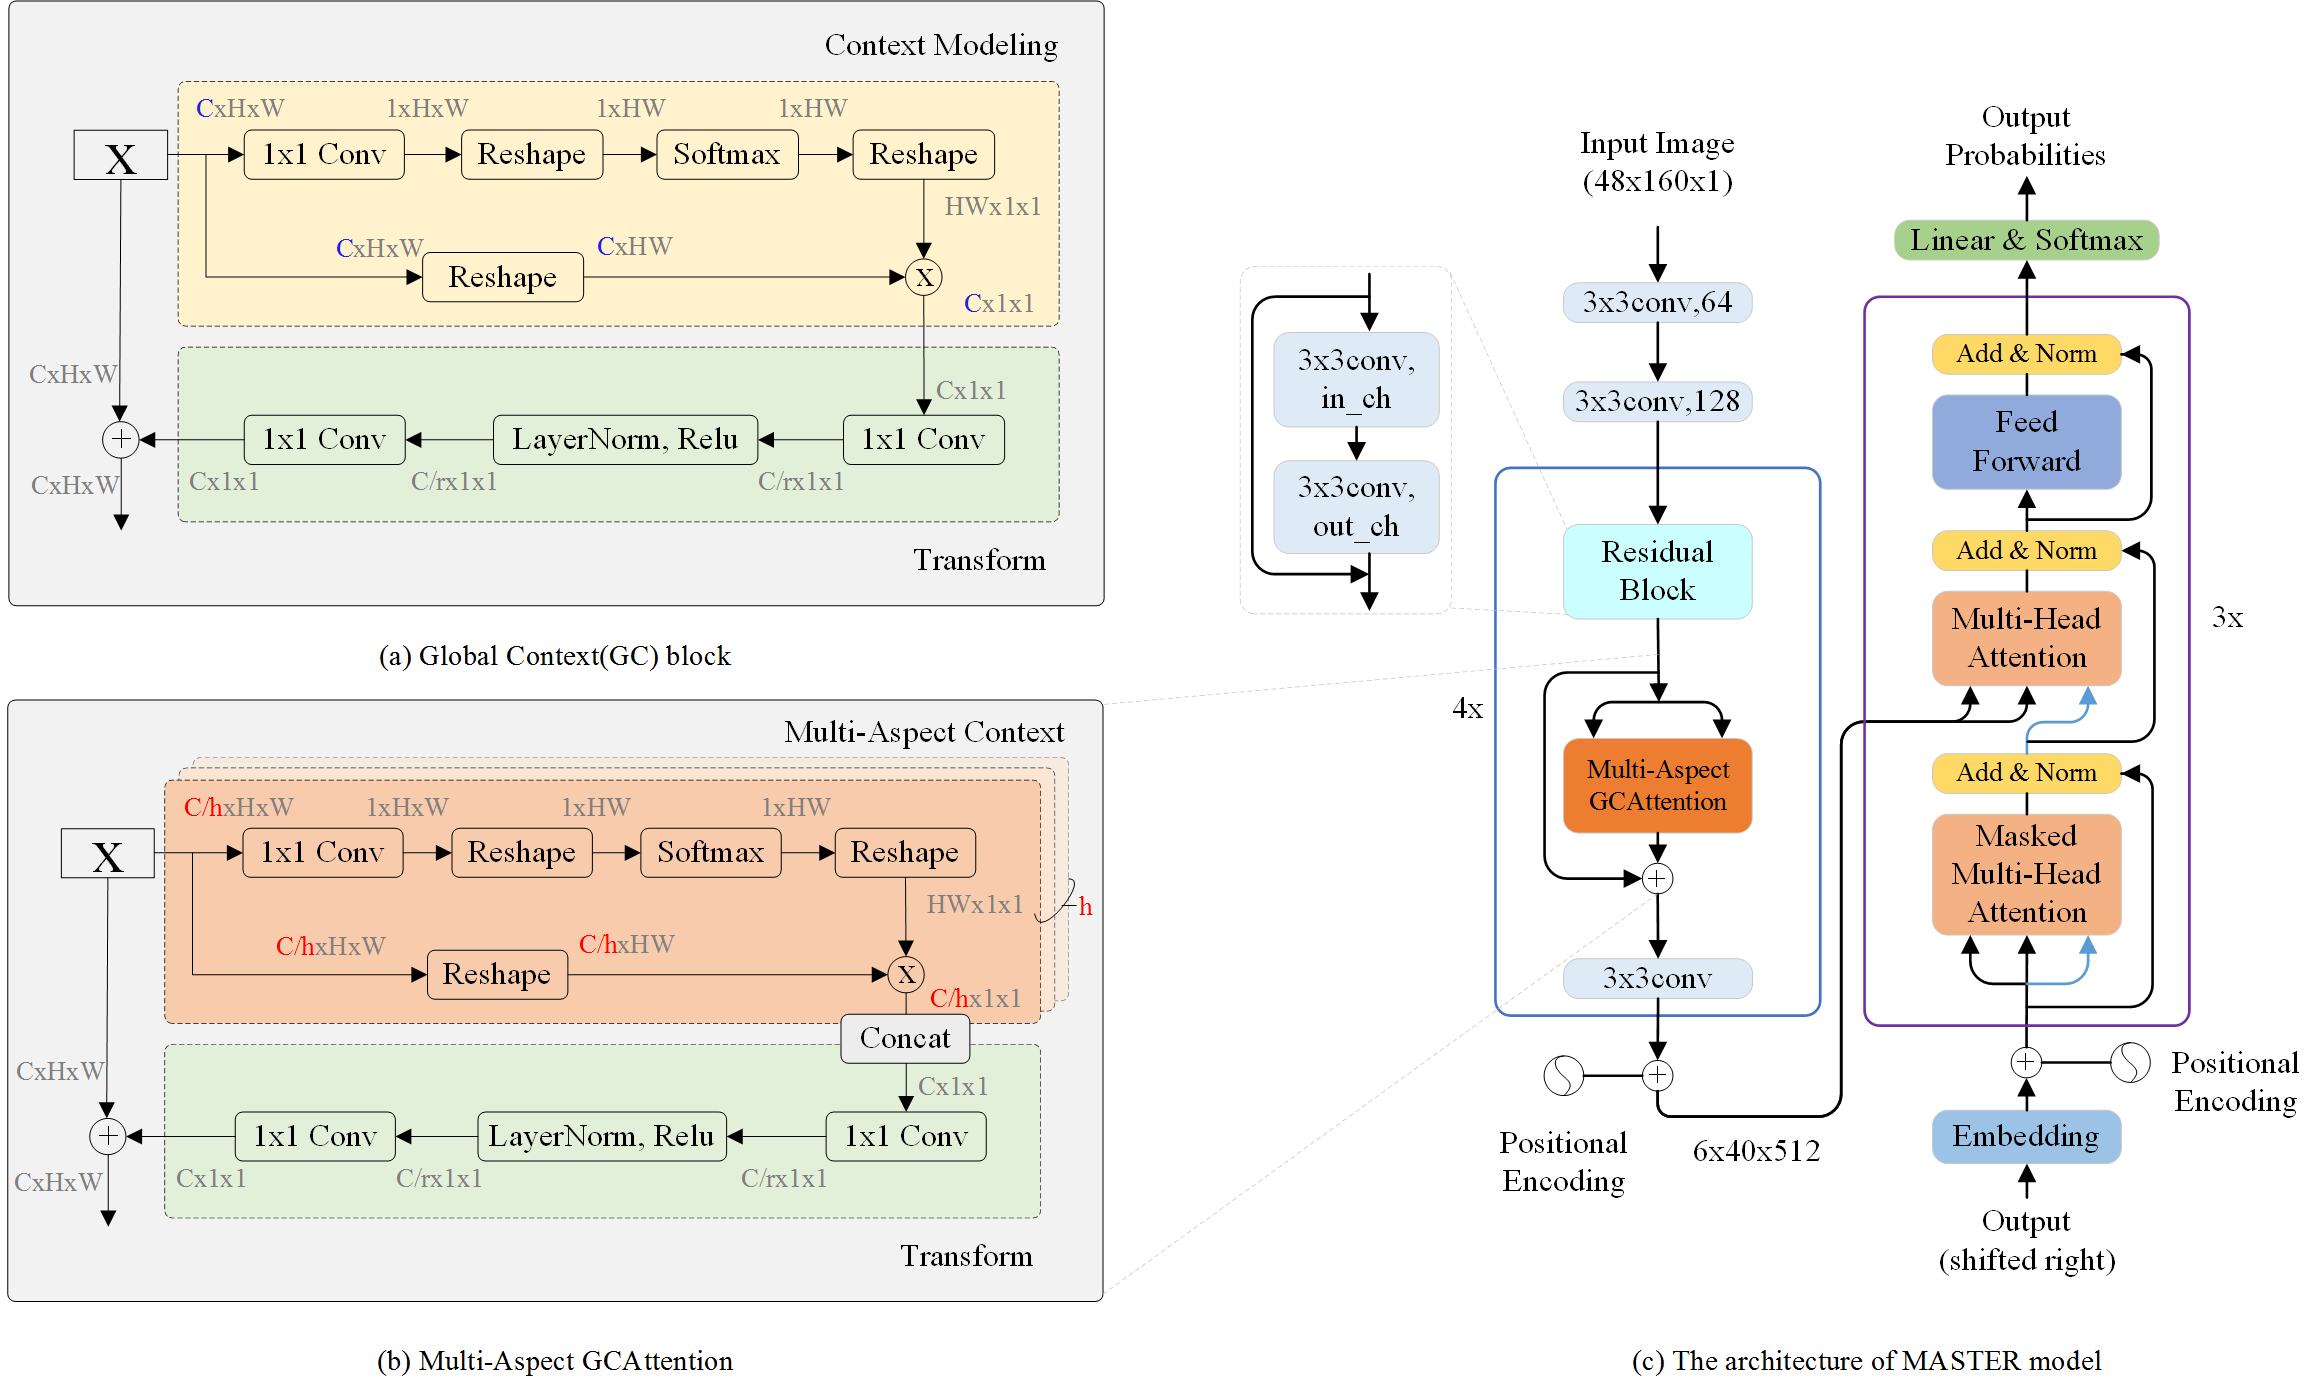 Context Modeling
CxHxW 1xHxW 1xHW 1xHW
X 1x1 Conv Reshape Softmax Reshape
HWx1x1
CxHxW CxHW
Reshape X
Cx1x1
CxHxW
Cx1x1
+ 1x1 Conv LayerNorm, Relu 1x1 Conv
CxHxW Cx1x1 C/rx1x1 C/rx1x1
Transform
(a) Global Context(GC) block
Multi-Aspect Context
C/hxHxW 1xHxW 1xHW 1xHW
X 1x1 Conv Reshape Softmax Reshape
HWx1x1 h
C/hxHxW C/hxHW
Reshape X
C/hx1x1
Concat
CxHxW
Cx1x1
+ 1x1 Conv LayerNorm, Relu 1x1 Conv
CxHxW Cx1x1 C/rx1x1 C/rx1x1
Transform
(b) Multi-Aspect GCAttention
Input Image
(48x160x1)
3x3conv,64
3x3conv,128
3x3conv,
in_ch
3x3conv,
out_ch
Residual
Block
4x
Multi-Aspect
GCAttention
+
3x3conv
+
Positional
Encoding
6x40x512
Output
Probabilities
Linear & Softmax
Add & Norm
Feed
Forward
Add & Norm
Multi-Head
Attention
3x
Add & Norm
Masked
Multi-Head
Attention
+
Positional
Encoding
Embedding
Output
(shifted right)
(c) The architecture of MASTER model